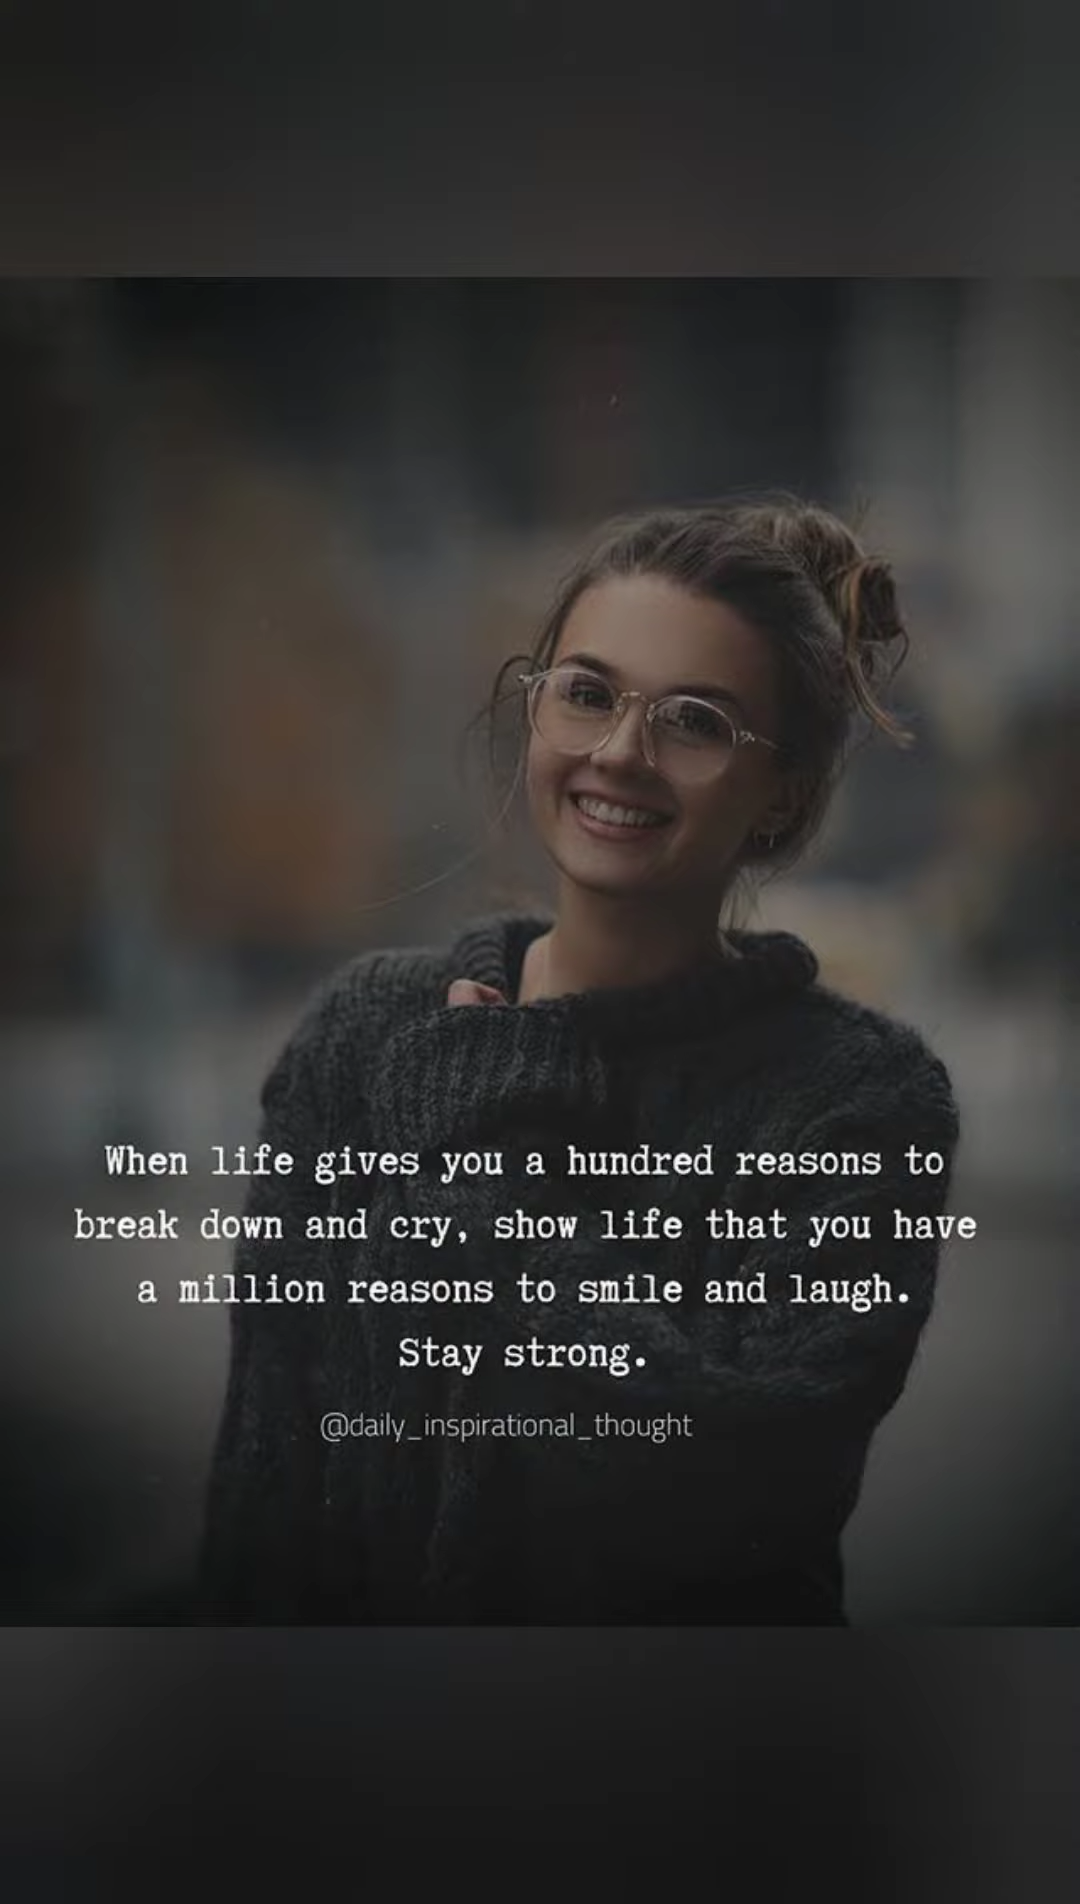 When life gives you a hundred reasons to
break down and cry, show life that you have
a million reasons to smile and laugh.
Stay strong.
@daily_inspirational_thought